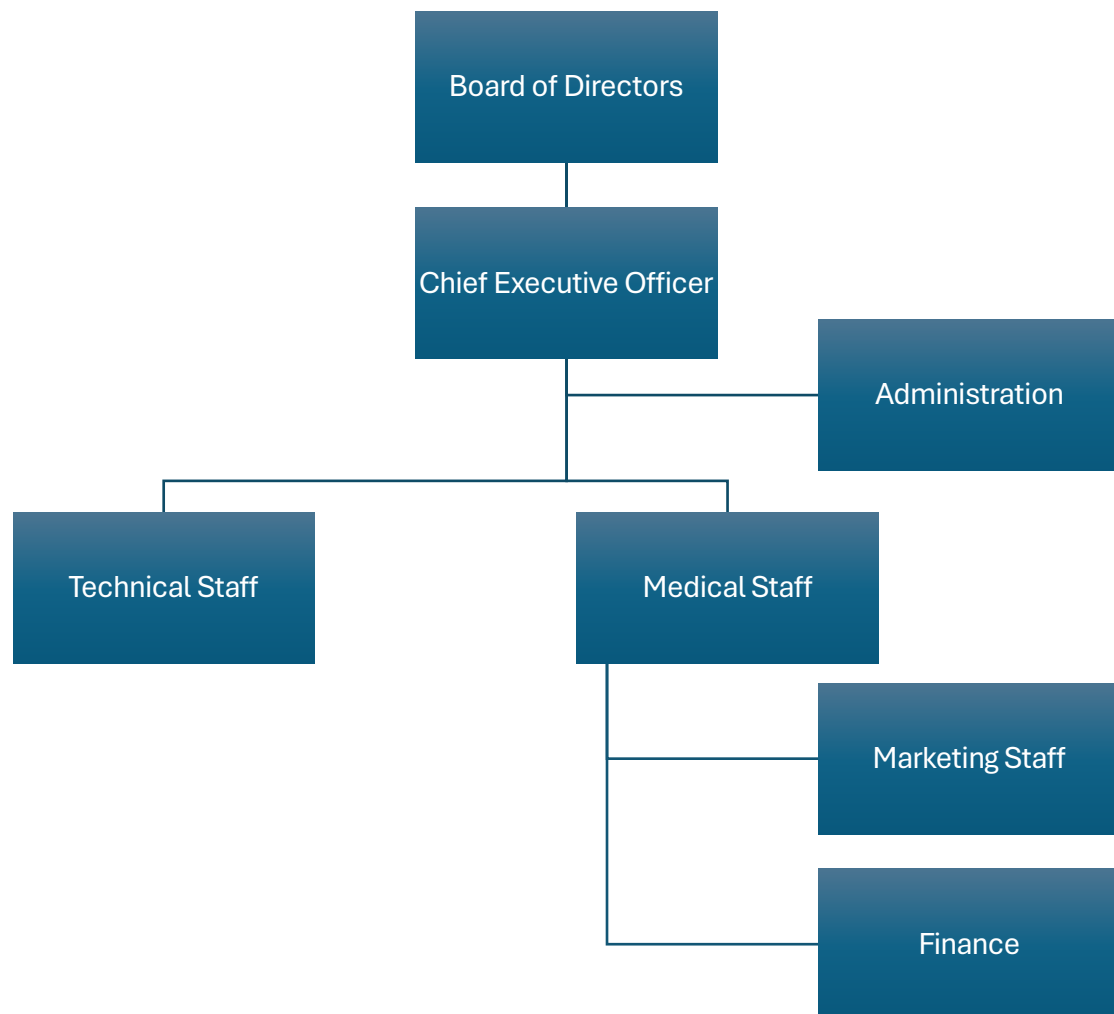 Board of Directors
Chief Executive Officer
Administration
Technical Staff
Medical Staff
Marketing Staff
Finance